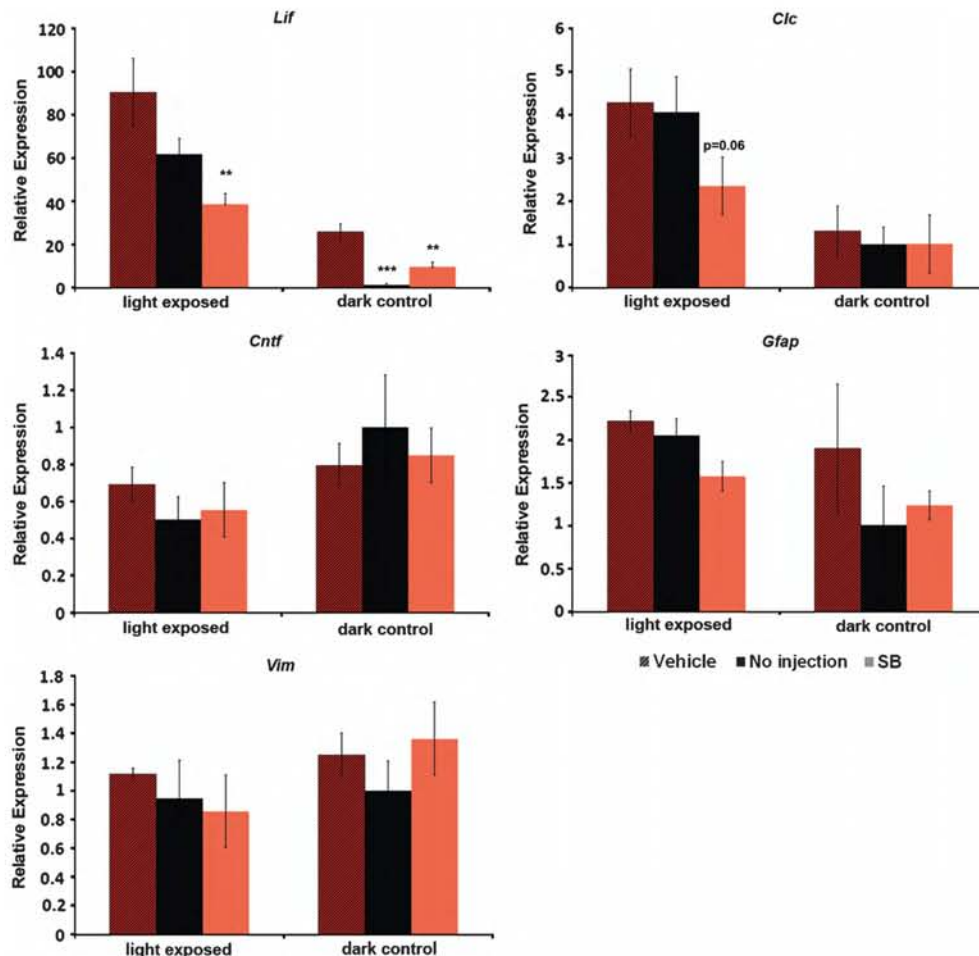 Lif
Relative Expression
120
100
80
60
40
20
0
**
***
**
light exposed
dark control
Clc
Relative Expression
6
5
4
3
2
1
0
p=0.06
light exposed
dark control
Cntf
Relative Expression
1.4
1.2
1
0.8
0.6
0.4
0.2
0
light exposed
dark control
Gfap
Relative Expression
3
2.5
2
1.5
1
0.5
0
light exposed
dark control
Vehicle No injection SB
Vim
Relative Expression
1.8
1.6
1.4
1.2
1
0.8
0.6
0.4
0.2
0
light exposed
dark control